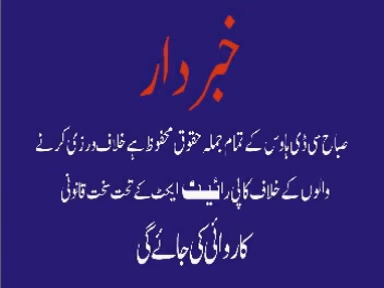 خبردار
صباح سی ڈی ہاوس کے تمام جملہ حقوق محفوظ ہے خلاف ورزی کرنے
والوں کے خلاف کاپی رائیٹ ایکٹ کے تحت سخت قانونی
کاروائی کی جائے گی